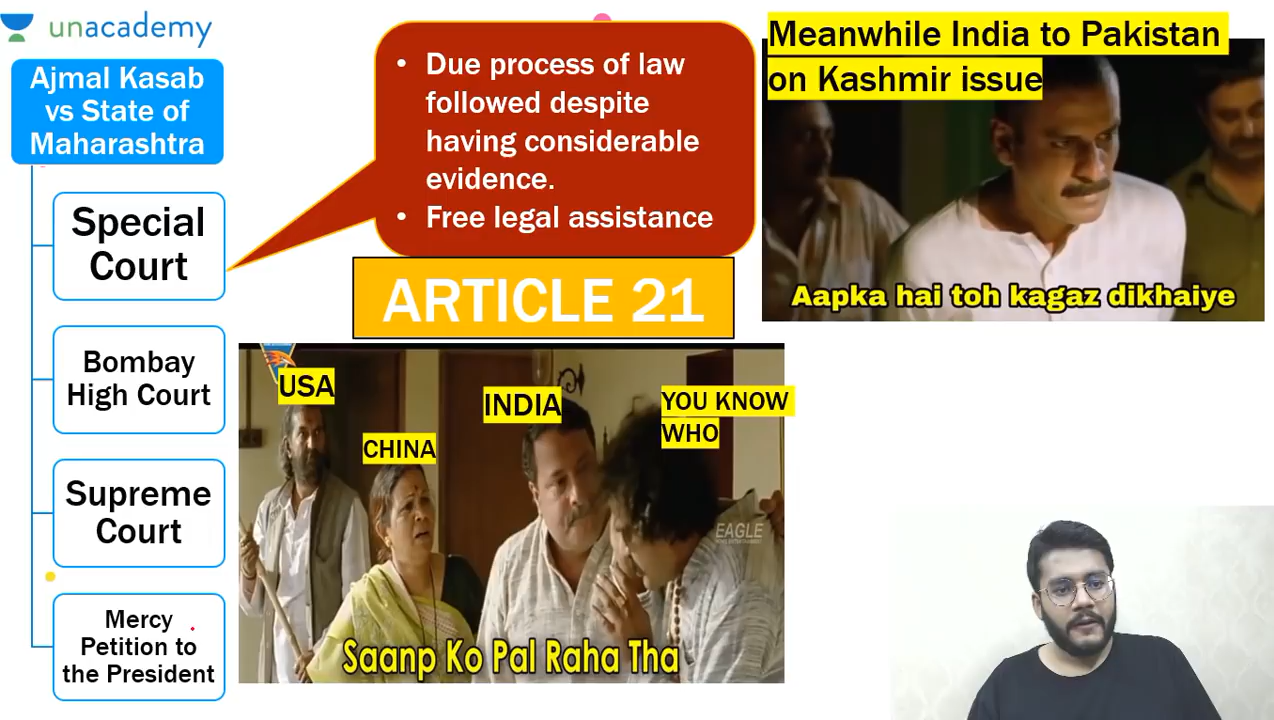 unacademy
Ajmal Kasab
vs State of
Maharashtra
Special
Court
Bombay
High Court
Supreme
Court
Mercy
Petition to
the President
• Due process of law
followed despite
having considerable
evidence.
• Free legal assistance
ARTICLE 21
Meanwhile India to Pakistan
on Kashmir issue
Aapka hai toh kagaz dikhaiye
USA
CHINA
INDIA
YOU KNOW
WHO
EAGLE
Saanp Ko Pal Raha Tha